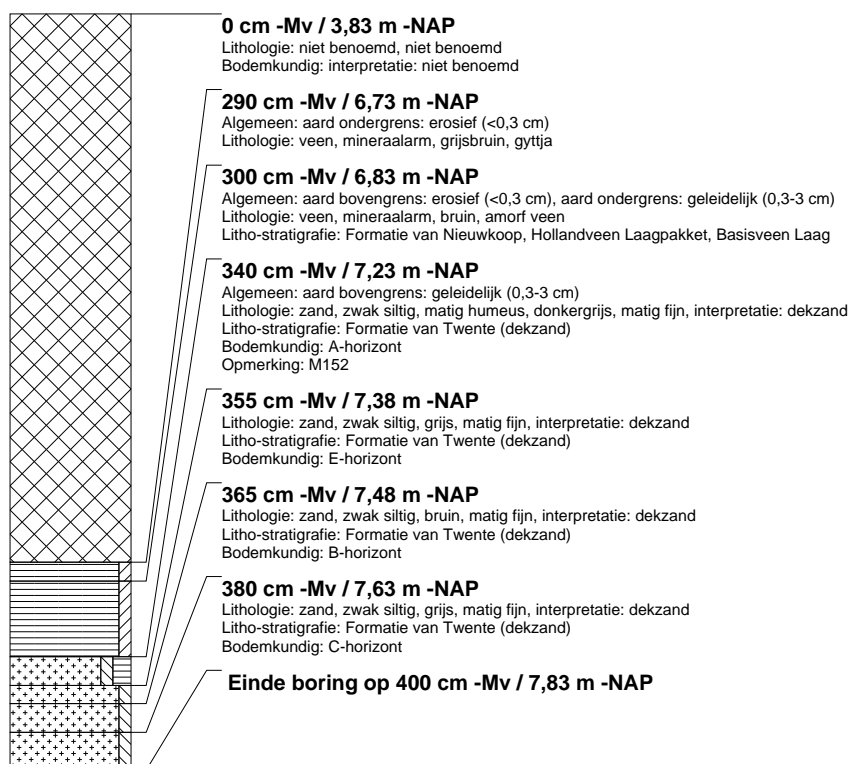 0 cm -Mv / 3,83 m -NAP
Lithologie: niet benoemd, niet benoemd
Bodemkundig: interpretatie: niet benoemd
290 cm -Mv / 6,73 m -NAP
Algemeen: aard ondergrens: erosief (<0,3 cm)
Lithologie: veen, mineraalarm, grijsbruin, gyttja
300 cm -Mv / 6,83 m -NAP
Algemeen: aard bovengrens: erosief (<0,3 cm), aard ondergrens: geleidelijk (0,3-3 cm)
Lithologie: veen, mineraalarm, bruin, amorf veen
Litho-stratigrafie: Formatie van Nieuwkoop, Hollandveen Laagpakket, Basisveen Laag
340 cm -Mv / 7,23 m -NAP
Algemeen: aard bovengrens: geleidelijk (0,3-3 cm)
Lithologie: zand, zwak siltig, matig humeus, donkergrijs, matig fijn, interpretatie: dekzand
Litho-stratigrafie: Formatie van Twente (dekzand)
Bodemkundig: A-horizont
Opmerking: M152
355 cm -Mv / 7,38 m -NAP
Lithologie: zand, zwak siltig, grijs, matig fijn, interpretatie: dekzand
Litho-stratigrafie: Formatie van Twente (dekzand)
Bodemkundig: E-horizont
365 cm -Mv / 7,48 m -NAP
Lithologie: zand, zwak siltig, bruin, matig fijn, interpretatie: dekzand
Litho-stratigrafie: Formatie van Twente (dekzand)
Bodemkundig: B-horizont
380 cm -Mv / 7,63 m -NAP
Lithologie: zand, zwak siltig, grijs, matig fijn, interpretatie: dekzand
Litho-stratigrafie: Formatie van Twente (dekzand)
Bodemkundig: C-horizont
Einde boring op 400 cm -Mv / 7,83 m -NAP